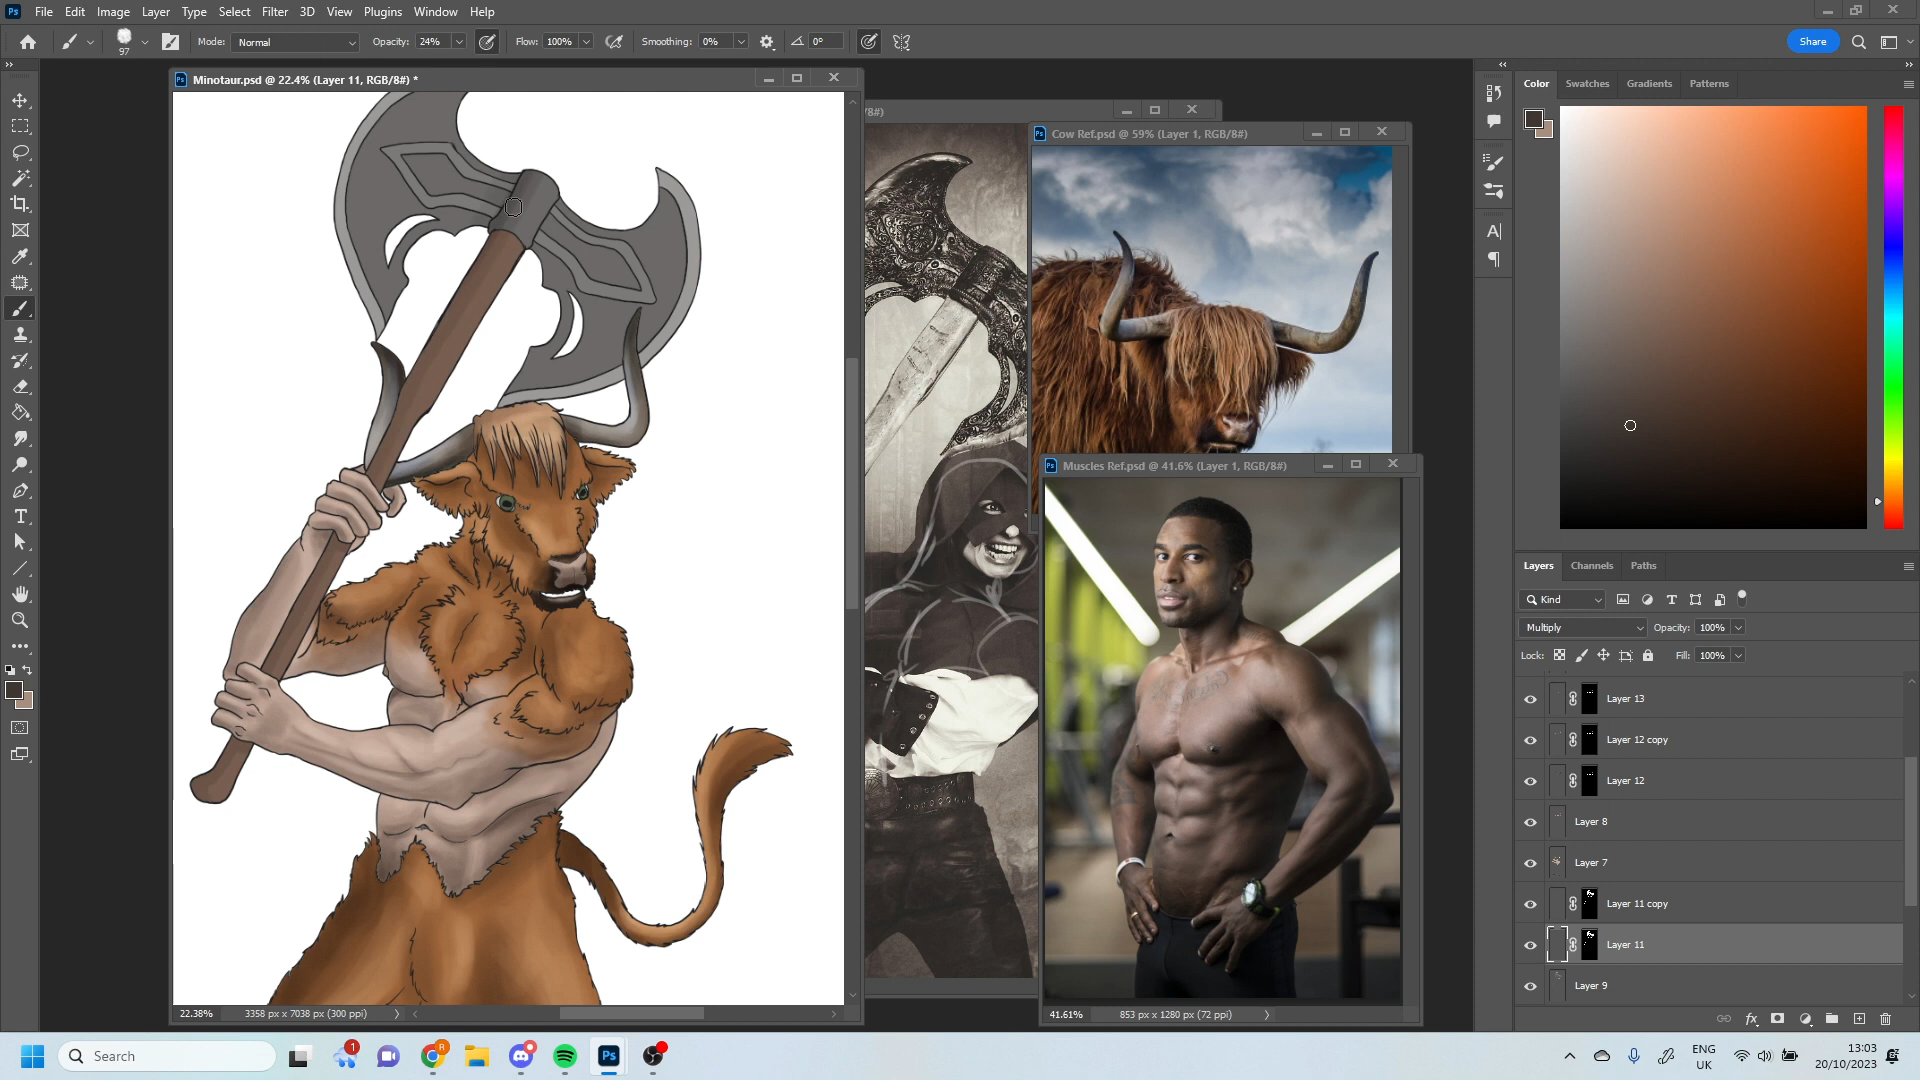 Ps File Edit Image Layer Type Select Filter 3D View Plugins Window Help
97 Mode: Normal Opacity: 24% Flow: 100% Smoothing: 0% 0° Share
Minotaur.psd @ 22.4% (Layer 11, RGB/8#) *
/8#)
Cow Ref.psd @ 59% (Layer 1, RGB/8#)
Muscles Ref.psd @ 41.6% (Layer 1, RGB/8#)
22.38% 3358 px x 7038 px (300 ppi)
41.61% 853 px x 1280 px (72 ppi)
Color Swatches Gradients Patterns
Layers Channels Paths
Kind
Multiply Opacity: 100%
Lock: Fill: 100%
Layer 13
Layer 12 copy
Layer 12
Layer 8
Layer 7
Layer 11 copy
Layer 11
Layer 9
Search
1
R
Ps
ENG
UK
13:03
20/10/2023